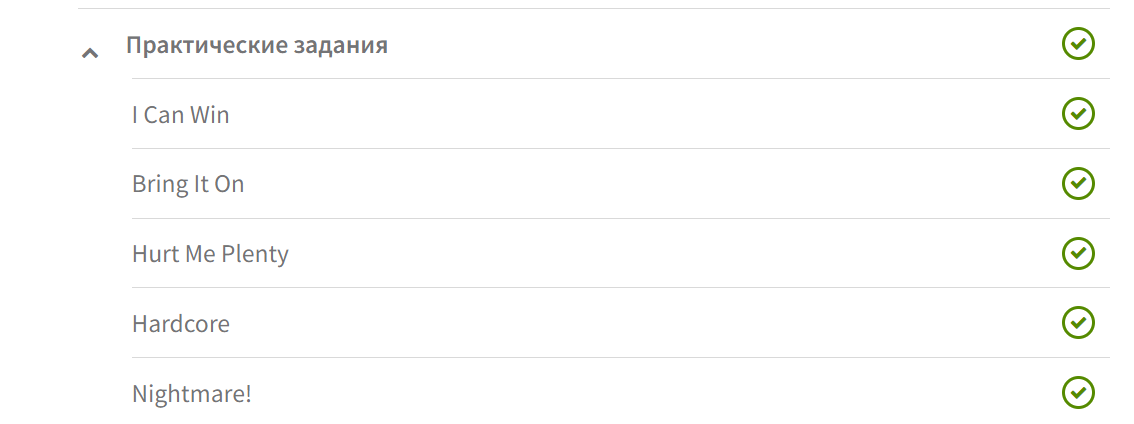 Практические задания
I Can Win
Bring It On
Hurt Me Plenty
Hardcore
Nightmare!